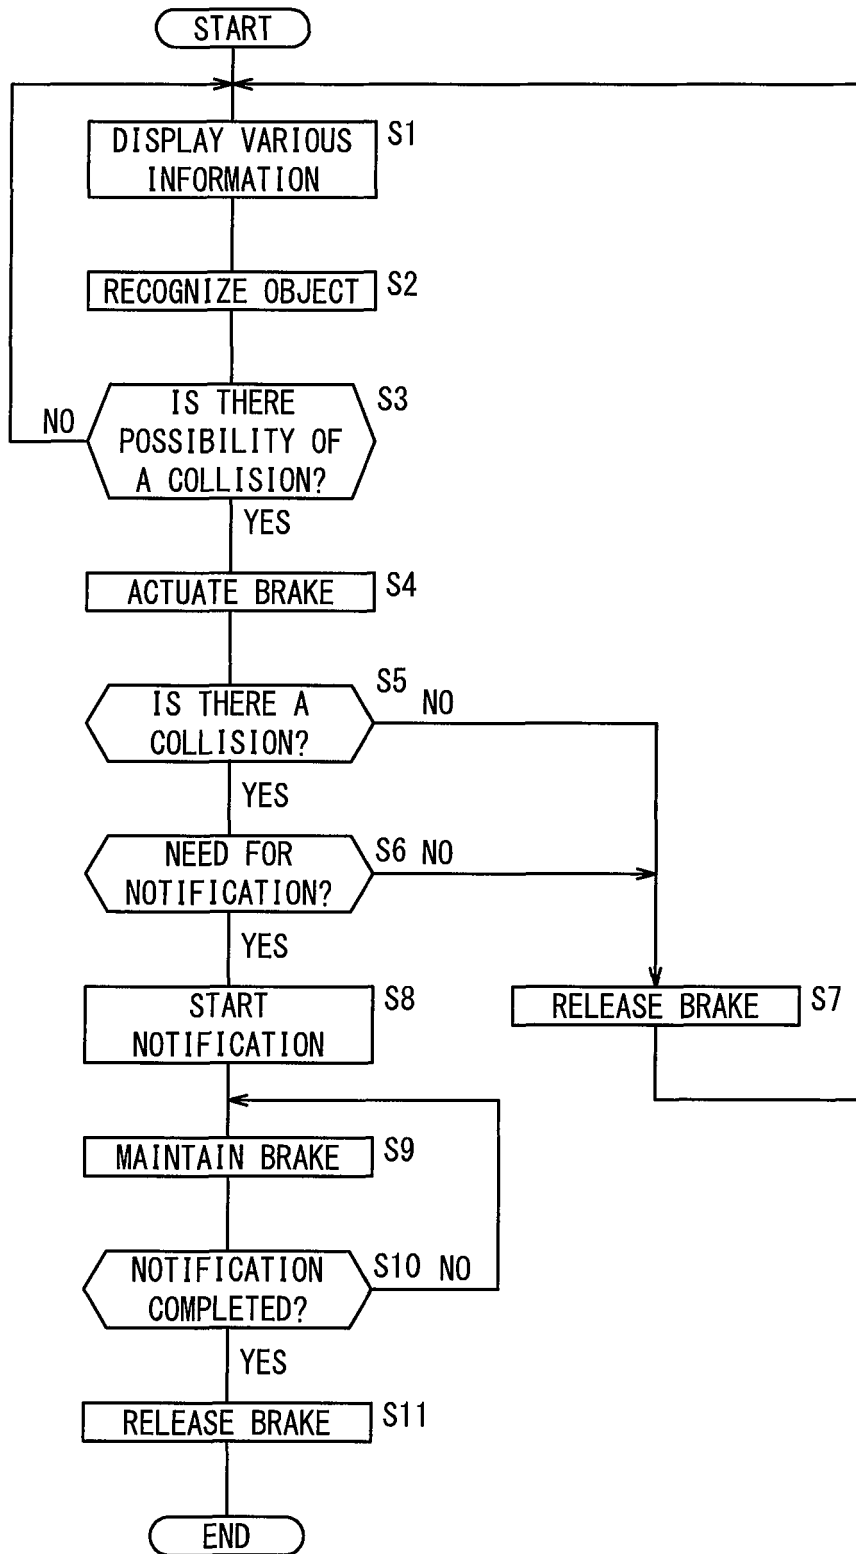 START
DISPLAY VARIOUS
INFORMATION
S1
RECOGNIZE OBJECT
S2
IS THERE
POSSIBILITY OF
A COLLISION?
S3
NO
YES
ACTUATE BRAKE
S4
IS THERE A
COLLISION?
S5
NO
YES
NEED FOR
NOTIFICATION?
S6
NO
YES
START
NOTIFICATION
S8
RELEASE BRAKE
S7
MAINTAIN BRAKE
S9
NOTIFICATION
COMPLETED?
S10
NO
YES
RELEASE BRAKE
S11
END